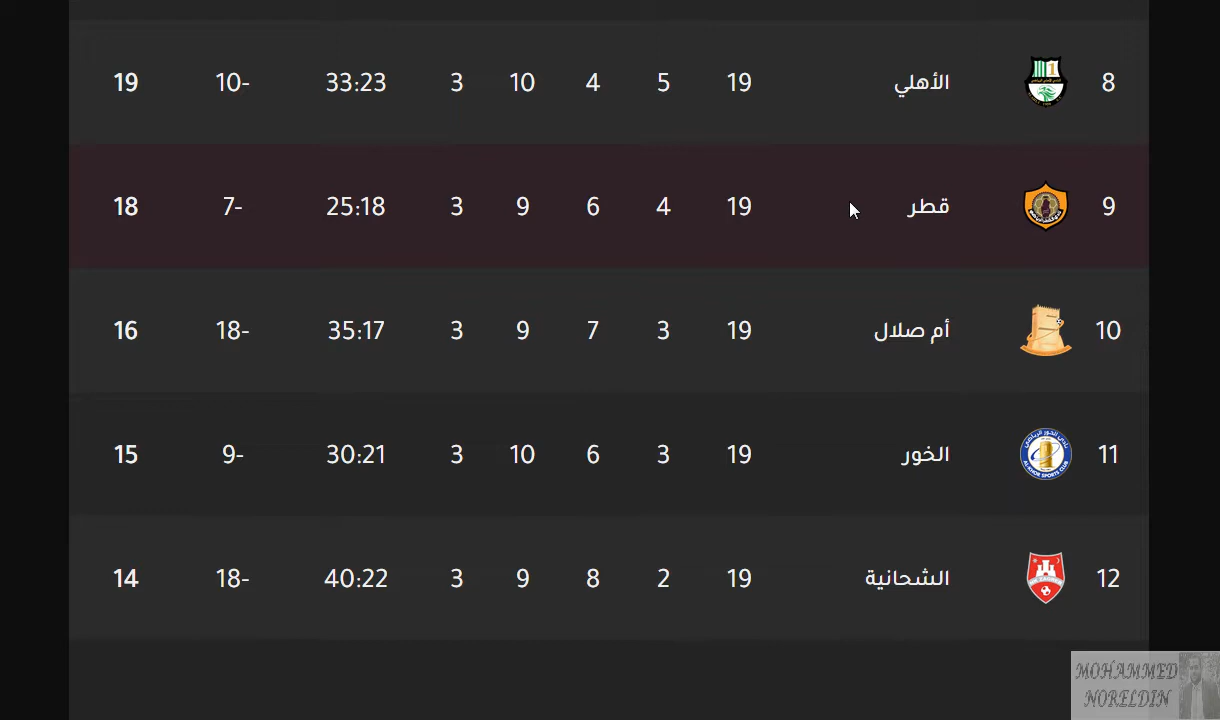 8 الأهلي 19 5 4 10 3 33:23 10- 19
9 قطر 19 4 6 9 3 25:18 7- 18
10 أم صلال 19 3 7 9 3 35:17 18- 16
11 الخور 19 3 6 10 3 30:21 9- 15
12 الشحانية 19 2 8 9 3 40:22 18- 14
MOHAMMED
NORELDIN